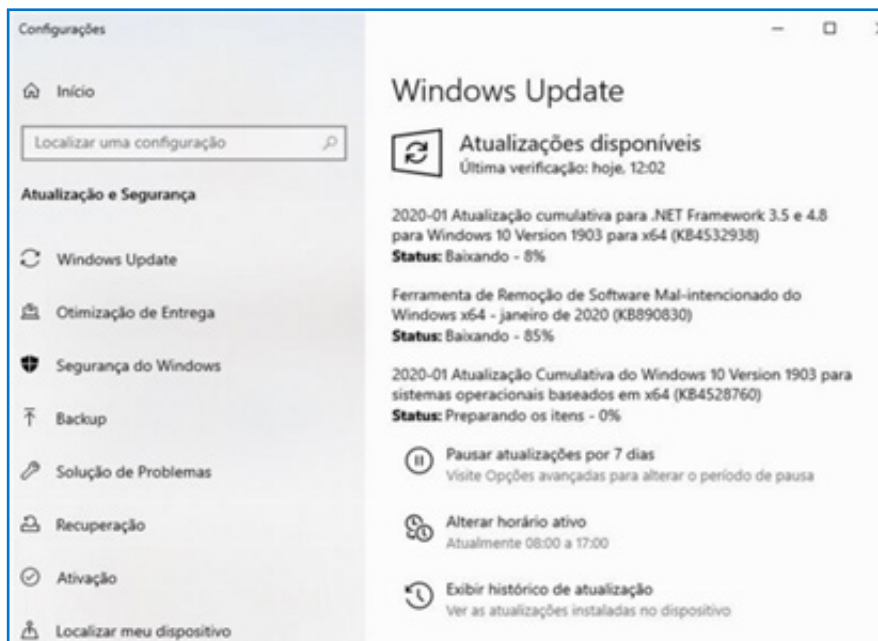 Configurações
Início
Localizar uma configuração
Atualização e Segurança
Windows Update
Otimização de Entrega
Segurança do Windows
Backup
Solução de Problemas
Recuperação
Ativação
Localizar meu dispositivo
Windows Update
Atualizações disponíveis
Última verificação: hoje, 12:02
2020-01 Atualização cumulativa para .NET Framework 3.5 e 4.8
para Windows 10 Version 1903 para x64 (KB4532938)
Status: Baixando - 8%
Ferramenta de Remoção de Software Mal-intencionado do
Windows x64 - janeiro de 2020 (KB890830)
Status: Baixando - 85%
2020-01 Atualização Cumulativa do Windows 10 Version 1903 para
sistemas operacionais baseados em x64 (KB4528760)
Status: Preparando os itens - 0%
Pausar atualizações por 7 dias
Visite Opções avançadas para alterar o período de pausa
Alterar horário ativo
Atualmente 08:00 a 17:00
Exibir histórico de atualização
Ver as atualizações instaladas no dispositivo